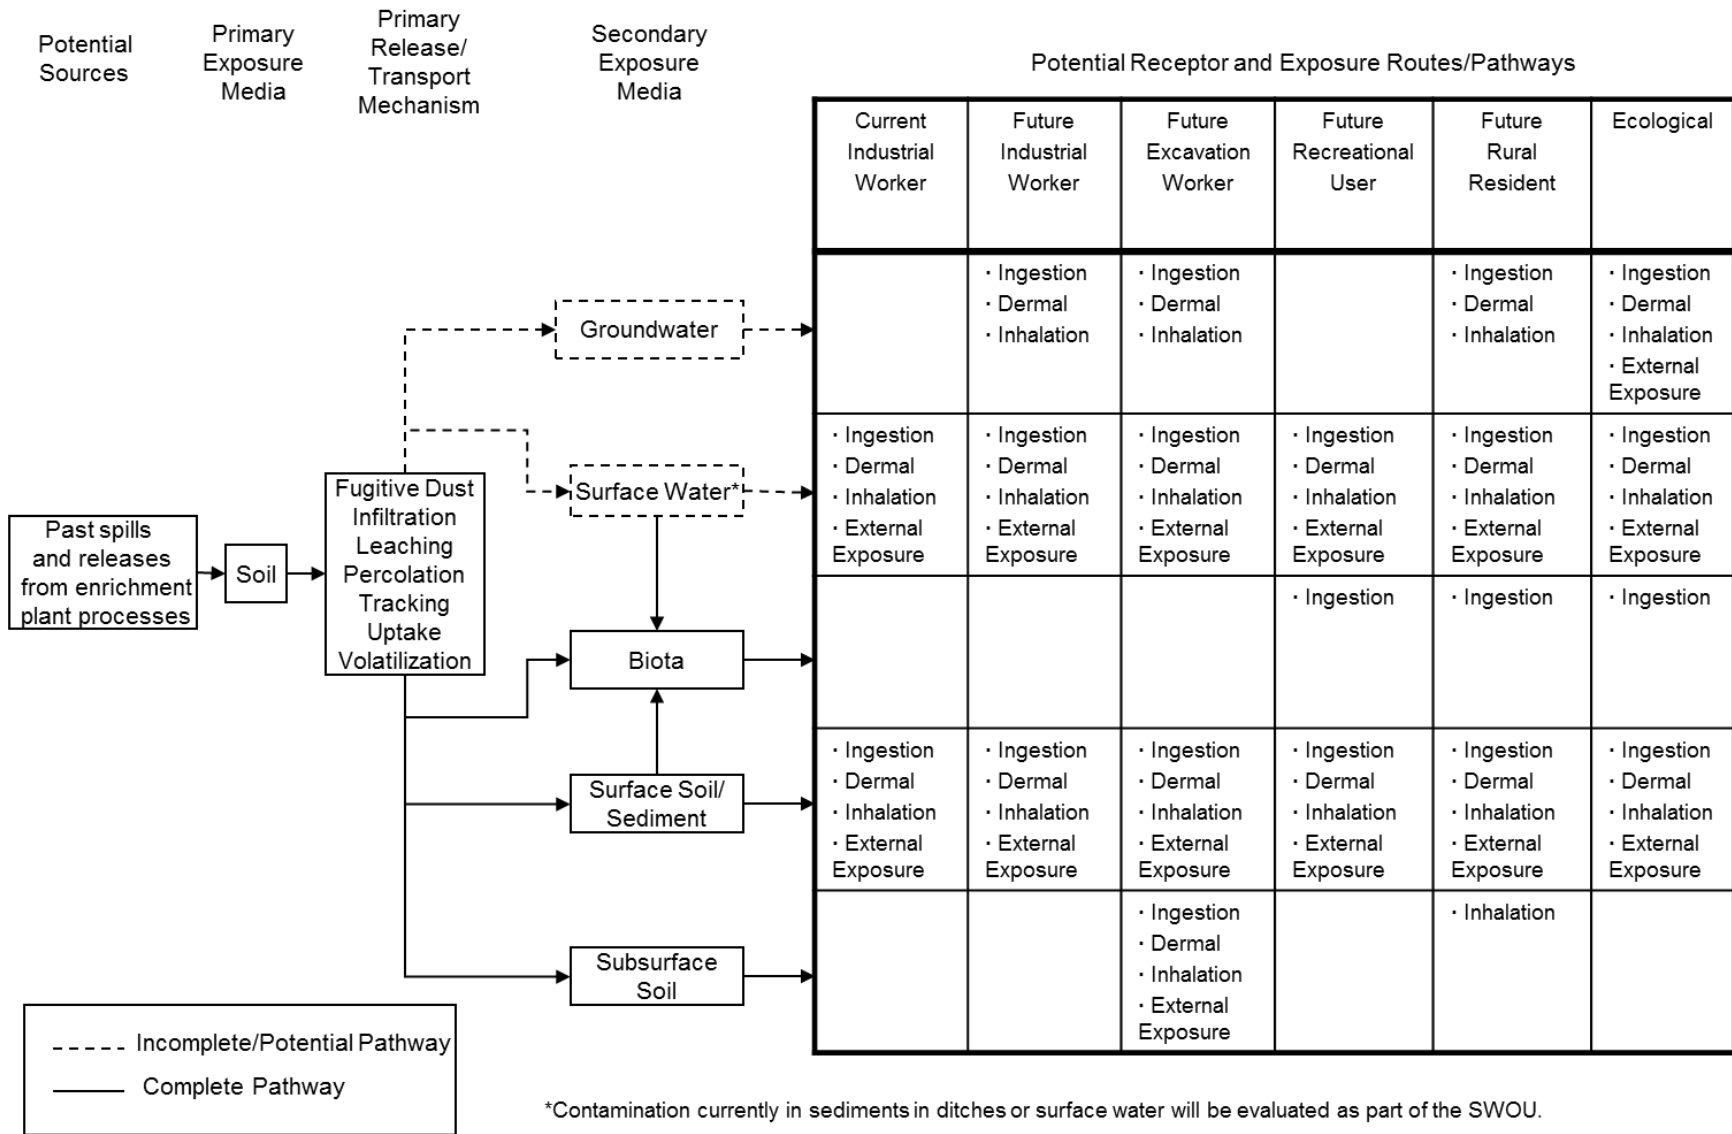 Potential
Sources
Primary
Exposure
Media
Primary
Release/
Transport
Mechanism
Secondary
Exposure
Media
Potential Receptor and Exposure Routes/Pathways
Current
Industrial
Worker
Future
Industrial
Worker
Future
Excavation
Worker
Future
Recreational
User
Future
Rural
Resident
Ecological
Past spills
and releases
from enrichment
plant processes
Soil
Fugitive Dust
Infiltration
Leaching
Percolation
Tracking
Uptake
Volatilization
Groundwater
· Ingestion
· Dermal
· Inhalation
· Ingestion
· Dermal
· Inhalation
· Ingestion
· Dermal
· Inhalation
· Ingestion
· Dermal
· Inhalation
· External
Exposure
Surface Water*
· Ingestion
· Dermal
· Inhalation
· External
Exposure
· Ingestion
· Dermal
· Inhalation
· External
Exposure
· Ingestion
· Dermal
· Inhalation
· External
Exposure
· Ingestion
· Dermal
· Inhalation
· External
Exposure
· Ingestion
· Dermal
· Inhalation
· External
Exposure
· Ingestion
· Dermal
· Inhalation
· External
Exposure
Biota
· Ingestion
· Ingestion
· Ingestion
Surface Soil/
Sediment
· Ingestion
· Dermal
· Inhalation
· External
Exposure
· Ingestion
· Dermal
· Inhalation
· External
Exposure
· Ingestion
· Dermal
· Inhalation
· External
Exposure
· Ingestion
· Dermal
· Inhalation
· External
Exposure
· Ingestion
· Dermal
· Inhalation
· External
Exposure
· Ingestion
· Dermal
· Inhalation
· External
Exposure
Subsurface
Soil
· Ingestion
· Dermal
· Inhalation
· External
Exposure
· Inhalation
Incomplete/Potential Pathway
Complete Pathway
*Contamination currently in sediments in ditches or surface water will be evaluated as part of the SWOU.